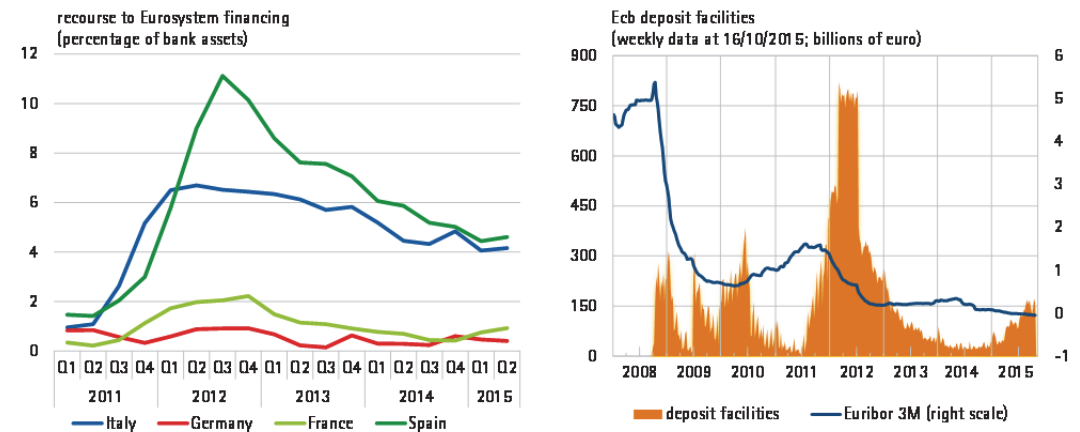 recourse to Eurosystem financing
(percentage of bank assets)
12
10
8
6
4
2
0
Q1 Q2 Q3 Q4 Q1 Q2 Q3 Q4 Q1 Q2 Q3 Q4 Q1 Q2 Q3 Q4 Q1 Q2
2011 2012 2013 2014 2015
Italy Germany France Spain
Ecb deposit facilities
(weekly data at 16/10/2015; billions of euro)
900 6
750 5
600 4
450 3
300 2
150 1
0 0
-1
2008 2009 2010 2011 2012 2013 2014 2015
deposit facilities Euribor 3M (right scale)